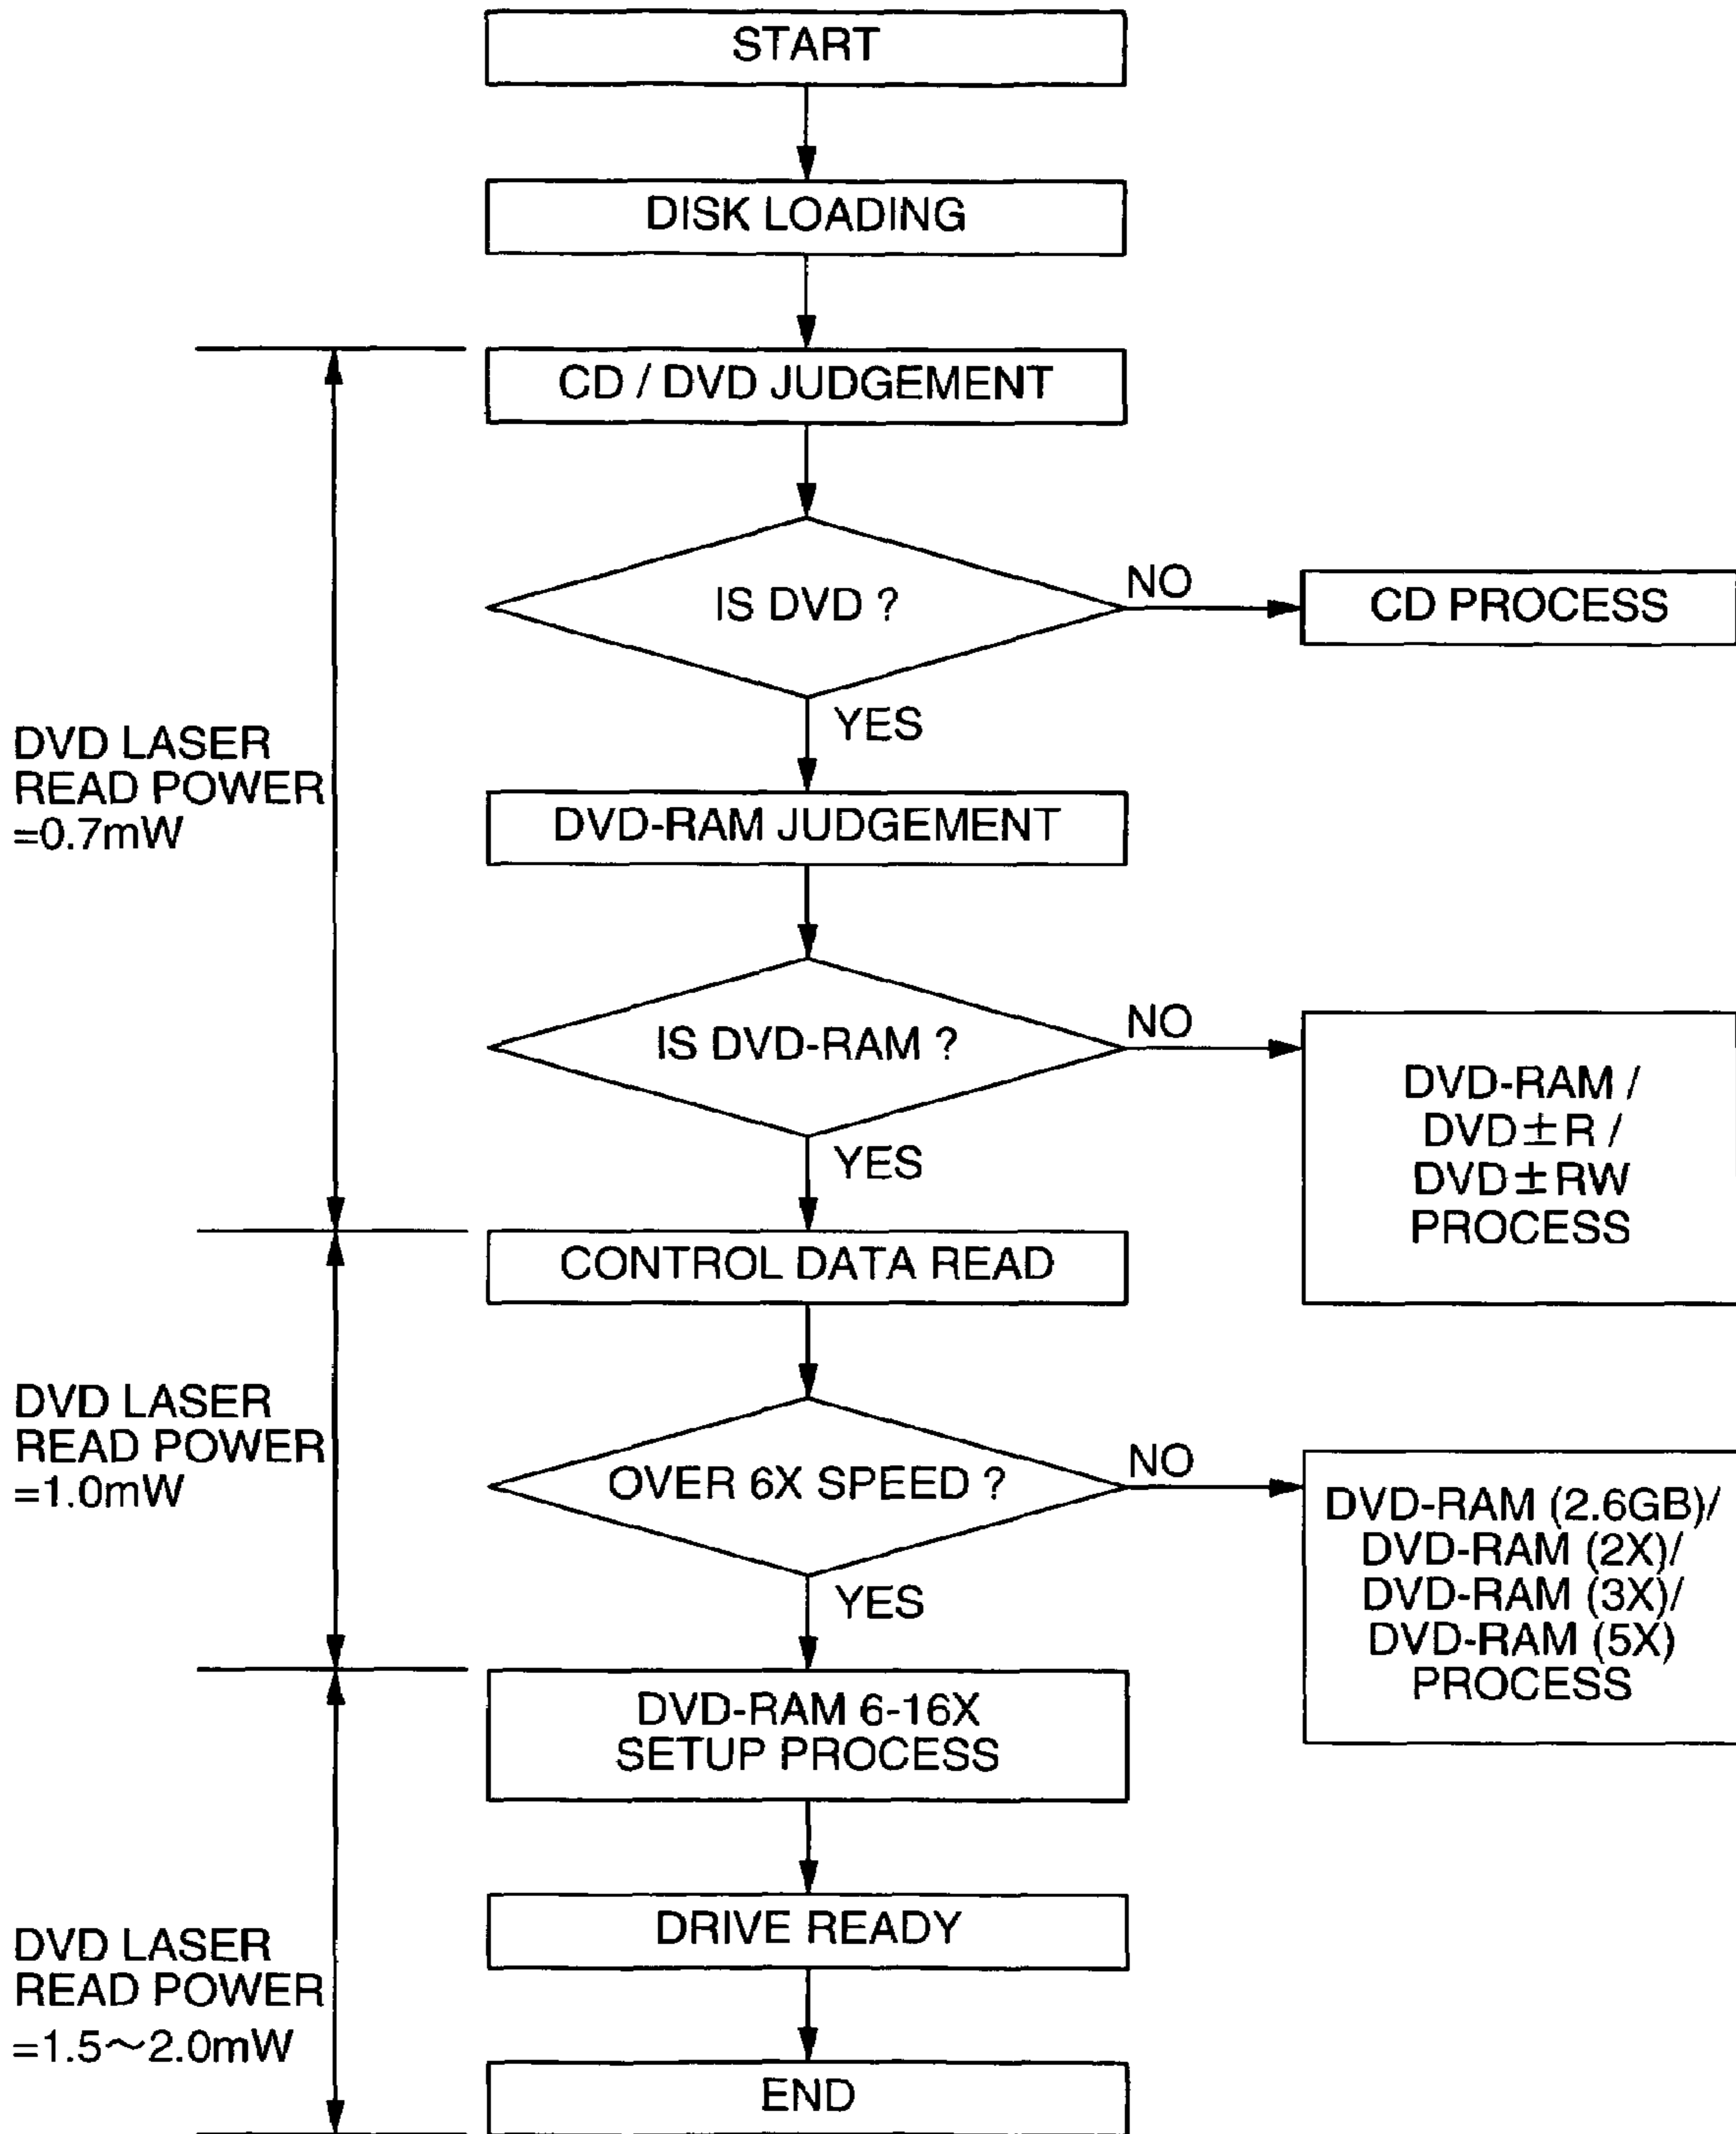 START
DISK LOADING
CD / DVD JUDGEMENT
IS DVD ?
NO
CD PROCESS
YES
DVD LASER
READ POWER
=0.7mW
DVD-RAM JUDGEMENT
IS DVD-RAM ?
NO
DVD-RAM /
DVD±R /
DVD±RW
PROCESS
YES
CONTROL DATA READ
DVD LASER
READ POWER
=1.0mW
OVER 6X SPEED ?
NO
DVD-RAM (2.6GB)/
DVD-RAM (2X)/
DVD-RAM (3X)/
DVD-RAM (5X)
PROCESS
YES
DVD-RAM 6-16X
SETUP PROCESS
DRIVE READY
DVD LASER
READ POWER
=1.5~2.0mW
END